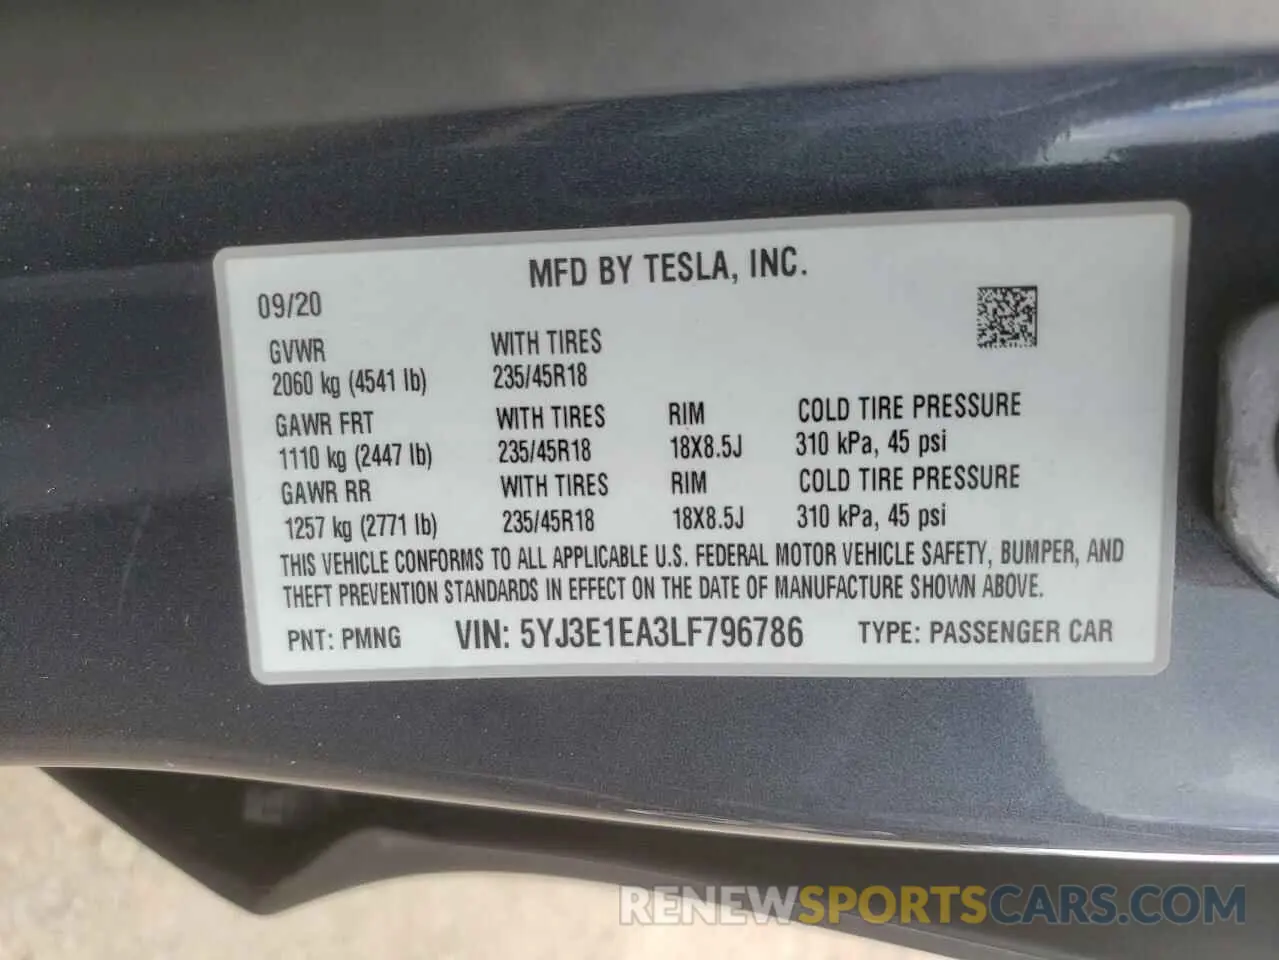 MFD BY TESLA, INC.
09/20
GVWR WITH TIRES
2060 kg (4541 lb) 235/45R18
GAWR FRT WITH TIRES RIM COLD TIRE PRESSURE
1110 kg (2447 lb) 235/45R18 18X8.5J 310 kPa, 45 psi
GAWR RR WITH TIRES RIM COLD TIRE PRESSURE
1257 kg (2771 lb) 235/45R18 18X8.5J 310 kPa, 45 psi
THIS VEHICLE CONFORMS TO ALL APPLICABLE U.S. FEDERAL MOTOR VEHICLE SAFETY, BUMPER, AND
THEFT PREVENTION STANDARDS IN EFFECT ON THE DATE OF MANUFACTURE SHOWN ABOVE.
PNT: PMNG VIN: 5YJ3E1EA3LF796786 TYPE: PASSENGER CAR
RENEWSPORTSCARS.COM